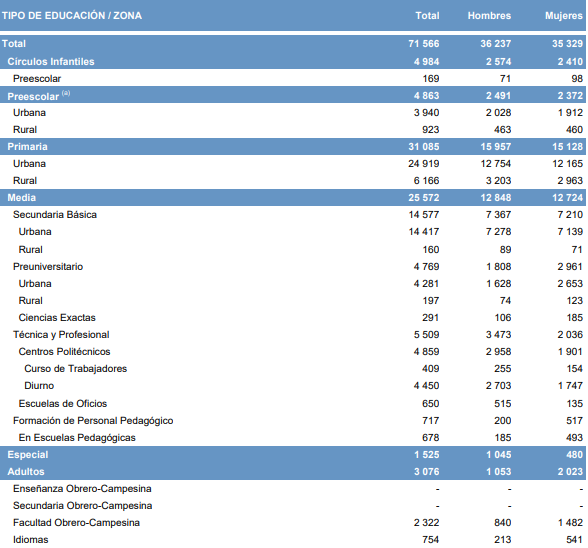 TIPO DE EDUCACIÓN / ZONA Total Hombres Mujeres
Total 71 566 36 237 35 329
Círculos Infantiles 4 984 2 574 2 410
Preescolar 169 71 98
Preescolar (a) 4 863 2 491 2 372
Urbana 3 940 2 028 1 912
Rural 923 463 460
Primaria 31 085 15 957 15 128
Urbana 24 919 12 754 12 165
Rural 6 166 3 203 2 963
Media 25 572 12 848 12 724
Secundaria Básica 14 577 7 367 7 210
Urbana 14 417 7 278 7 139
Rural 160 89 71
Preuniversitario 4 769 1 808 2 961
Urbana 4 281 1 628 2 653
Rural 197 74 123
Ciencias Exactas 291 106 185
Técnica y Profesional 5 509 3 473 2 036
Centros Politécnicos 4 859 2 958 1 901
Curso de Trabajadores 409 255 154
Diurno 4 450 2 703 1 747
Escuelas de Oficios 650 515 135
Formación de Personal Pedagógico 717 200 517
En Escuelas Pedagógicas 678 185 493
Especial 1 525 1 045 480
Adultos 3 076 1 053 2 023
Enseñanza Obrero-Campesina - - -
Secundaria Obrero-Campesina - - -
Facultad Obrero-Campesina 2 322 840 1 482
Idiomas 754 213 541